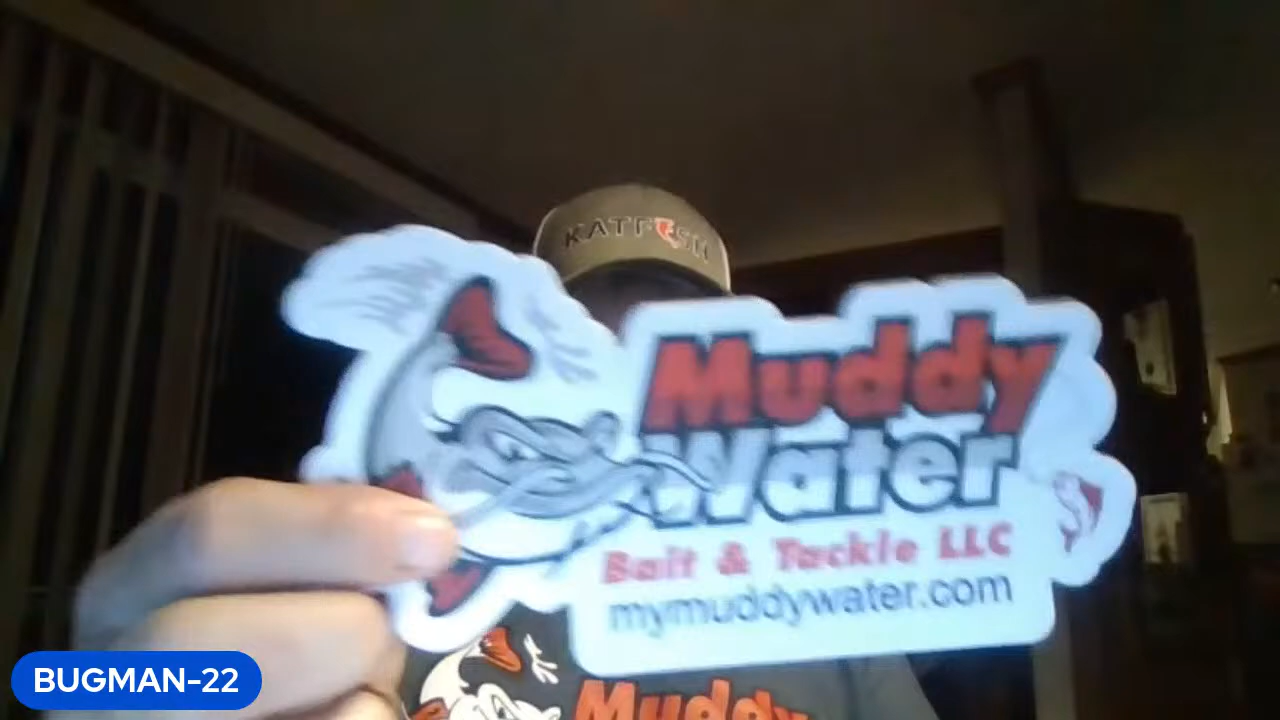 KATFISH
Muddy
Water
Bait & Tackle LLC
mymuddywater.com
Muddy
BUGMAN-22